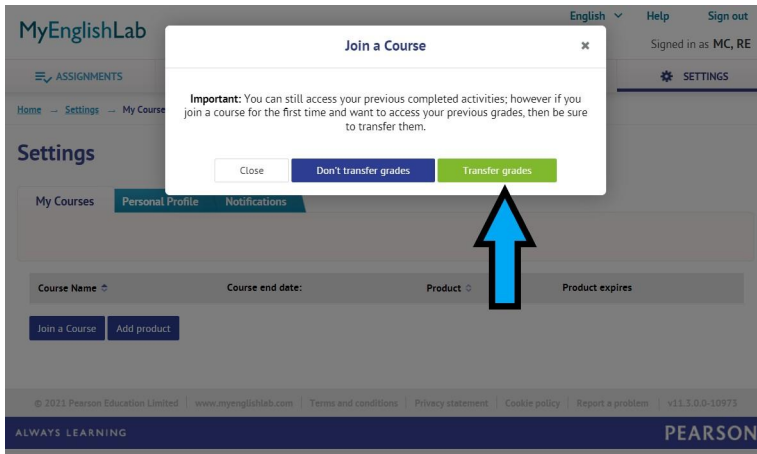 English Help Sign out
MyEnglishLab
Signed in as MC, RE
Join a Course ×
ASSIGNMENTS SETTINGS
Important: You can still access your previous completed activities; however if you
join a course for the first time and want to access your previous grades, then be sure
to transfer them.
Home → Settings → My Course
Settings
Close Don't transfer grades Transfer grades
My Courses Personal Profile Notifications
Course Name Course end date: Product Product expires
Join a Course Add product
© 2021 Pearson Education Limited | www.myenglishlab.com | Terms and conditions | Privacy statement | Cookie policy | Report a problem | v11.3.0.0-10973
ALWAYS LEARNING PEARSON